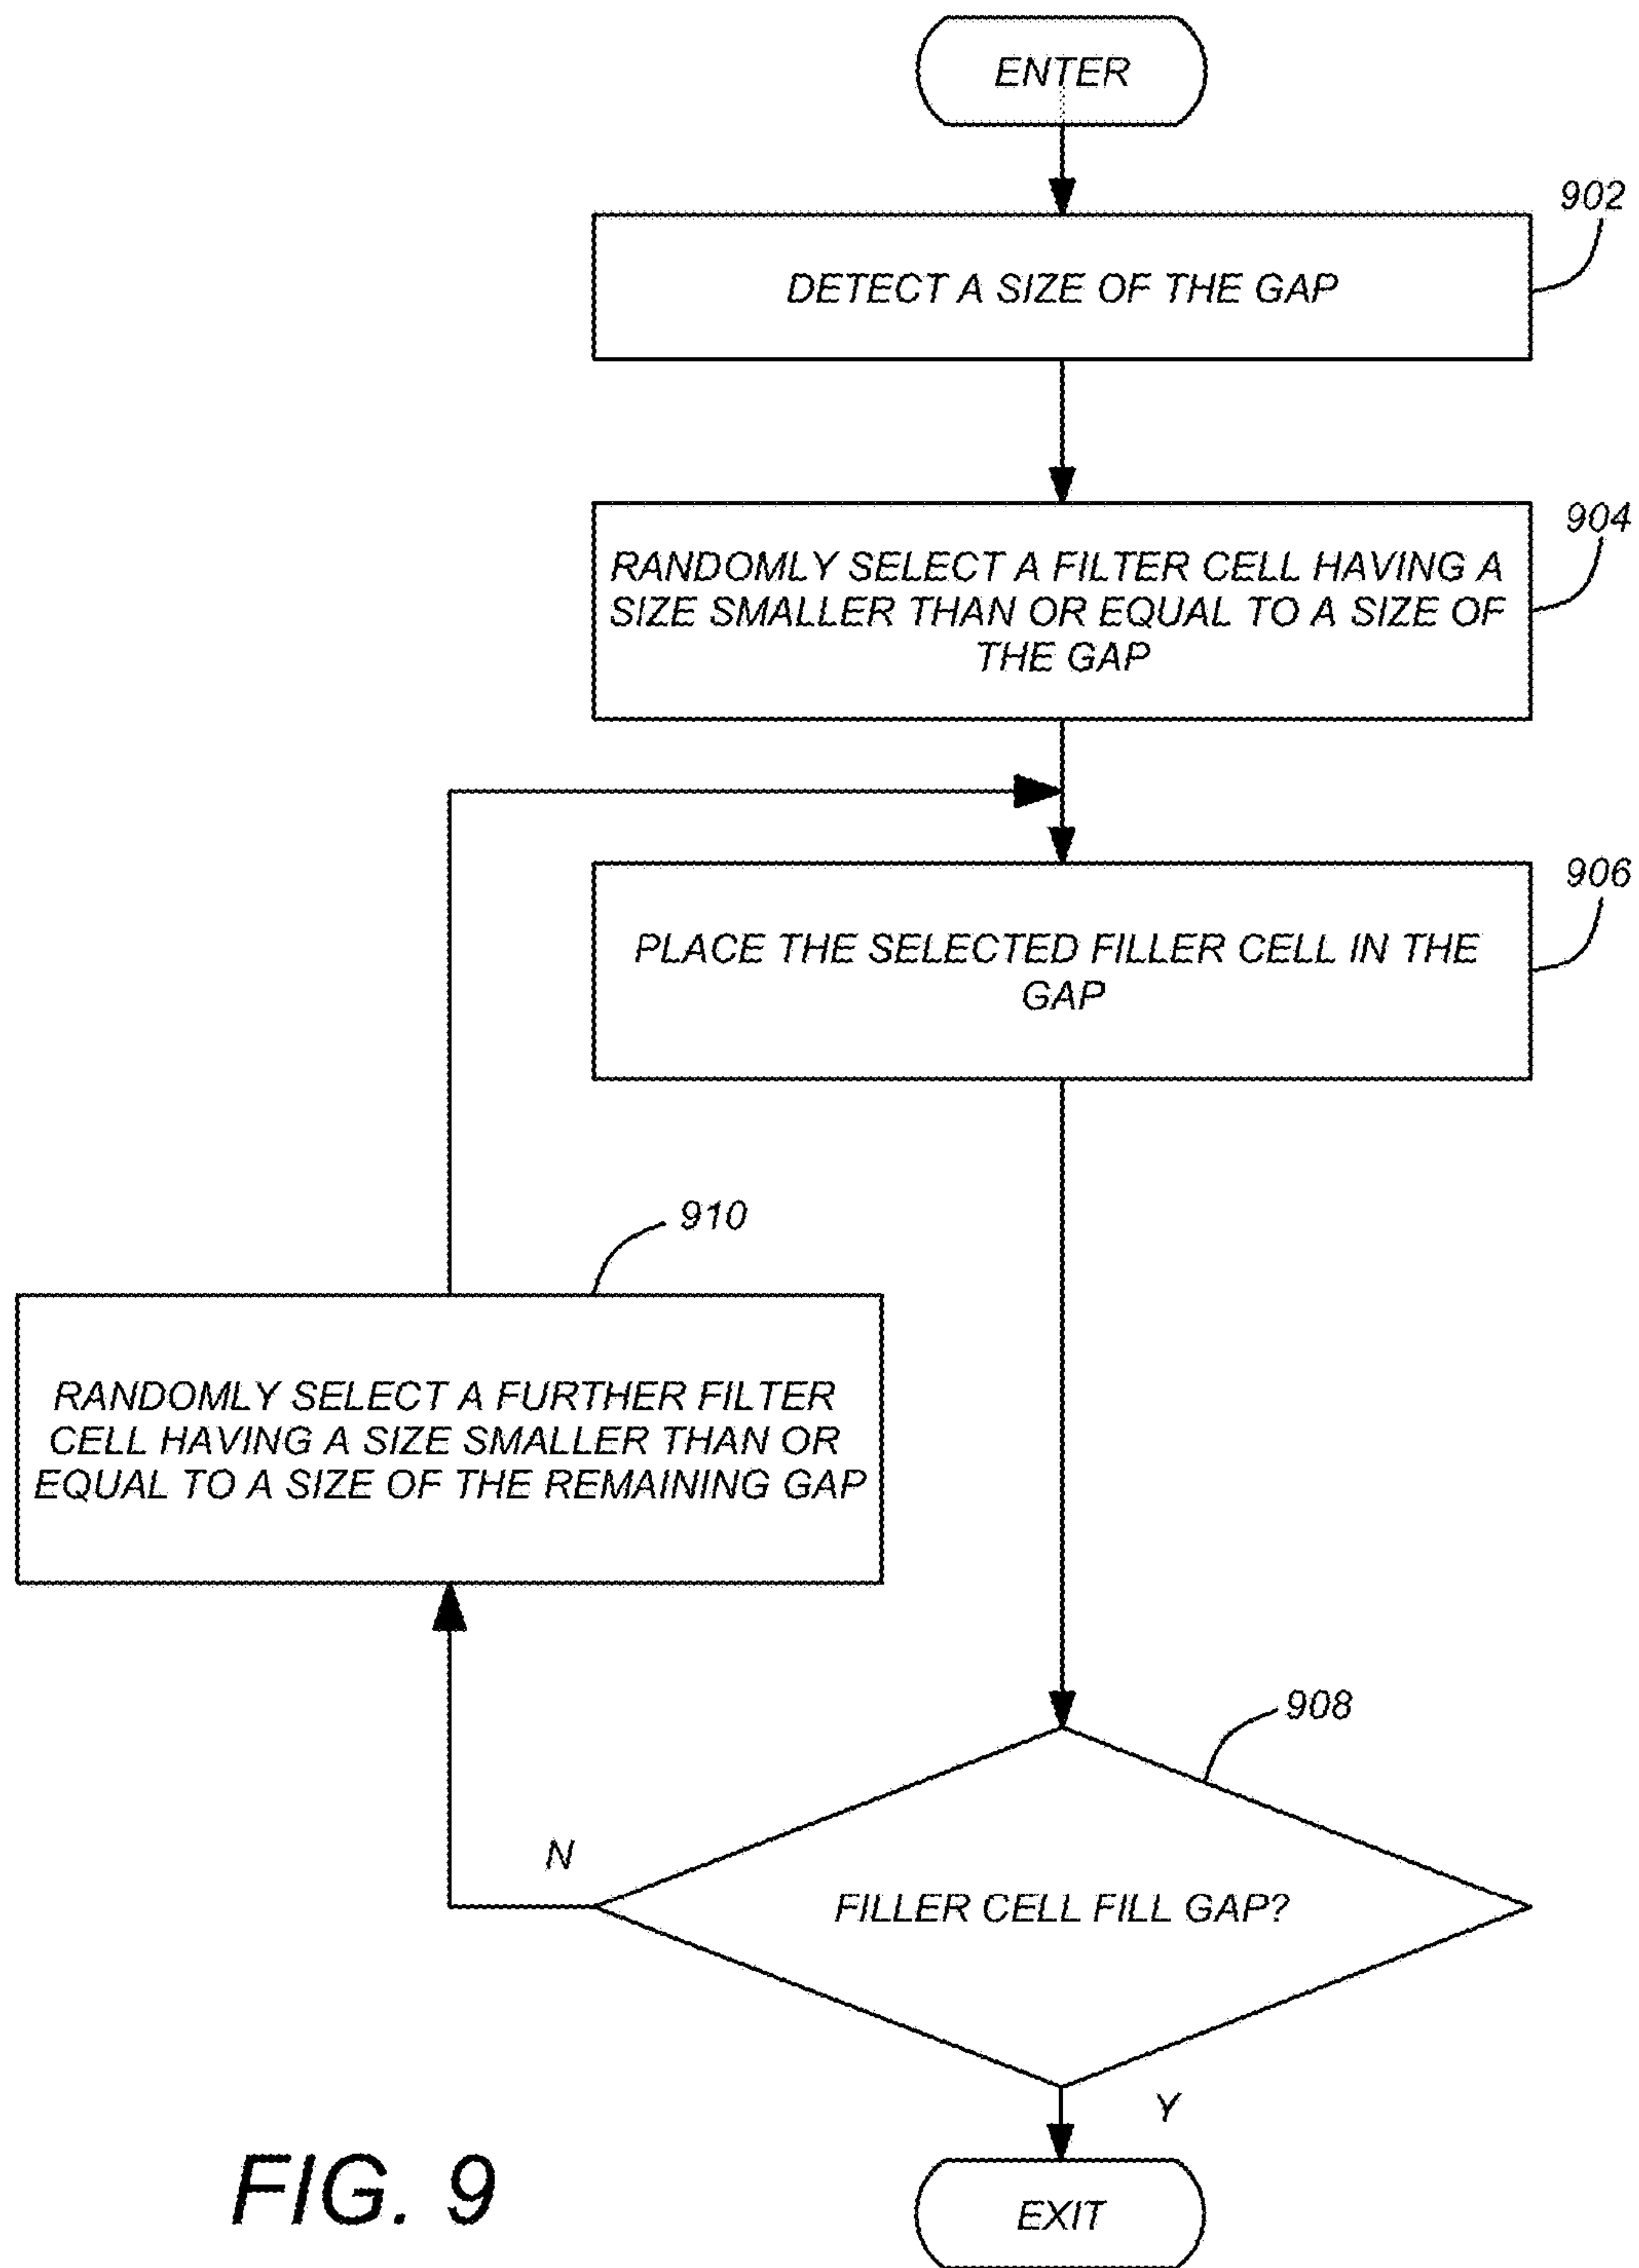 ENTER
902
DETECT A SIZE OF THE GAP
904
RANDOMLY SELECT A FILTER CELL HAVING A
SIZE SMALLER THAN OR EQUAL TO A SIZE OF
THE GAP
906
PLACE THE SELECTED FILLER CELL IN THE
GAP
910
RANDOMLY SELECT A FURTHER FILTER
CELL HAVING A SIZE SMALLER THAN OR
EQUAL TO A SIZE OF THE REMAINING GAP
908
N
FILLER CELL FILL GAP?
Y
EXIT
FIG. 9